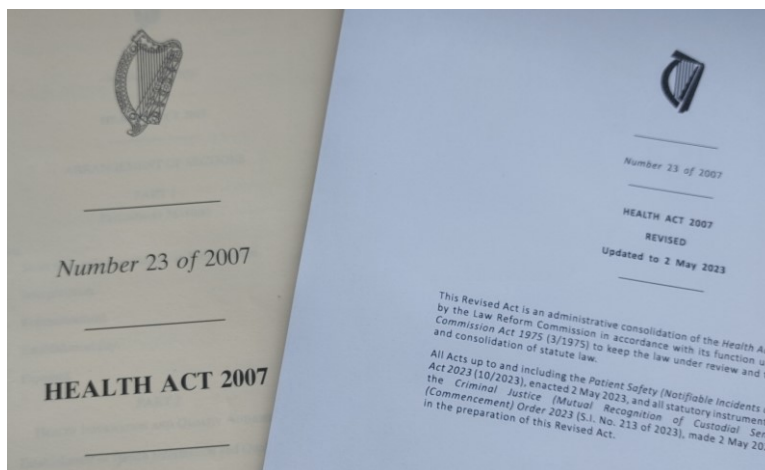 Number 23 of 2007
HEALTH ACT 2007
Number 23 of 2007
HEALTH ACT 2007
REVISED
Updated to 2 May 2023
This Revised Act is an administrative consolidation of the Health
by the Law Reform Commission in accordance with its function
Commission Act 1975 (3/1975) to keep the law under review and
and consolidation of statute law.
All Acts up to and including the Patient Safety (Notifiable Incidents
Act 2023 (10/2023), enacted 2 May 2023, and all statutory
the Criminal Justice (Mutual Recognition of Custodial
(Commencement) Order 2023 (S.I. No. 213 of 2023), made 2 May
in the preparation of this Revised Act.